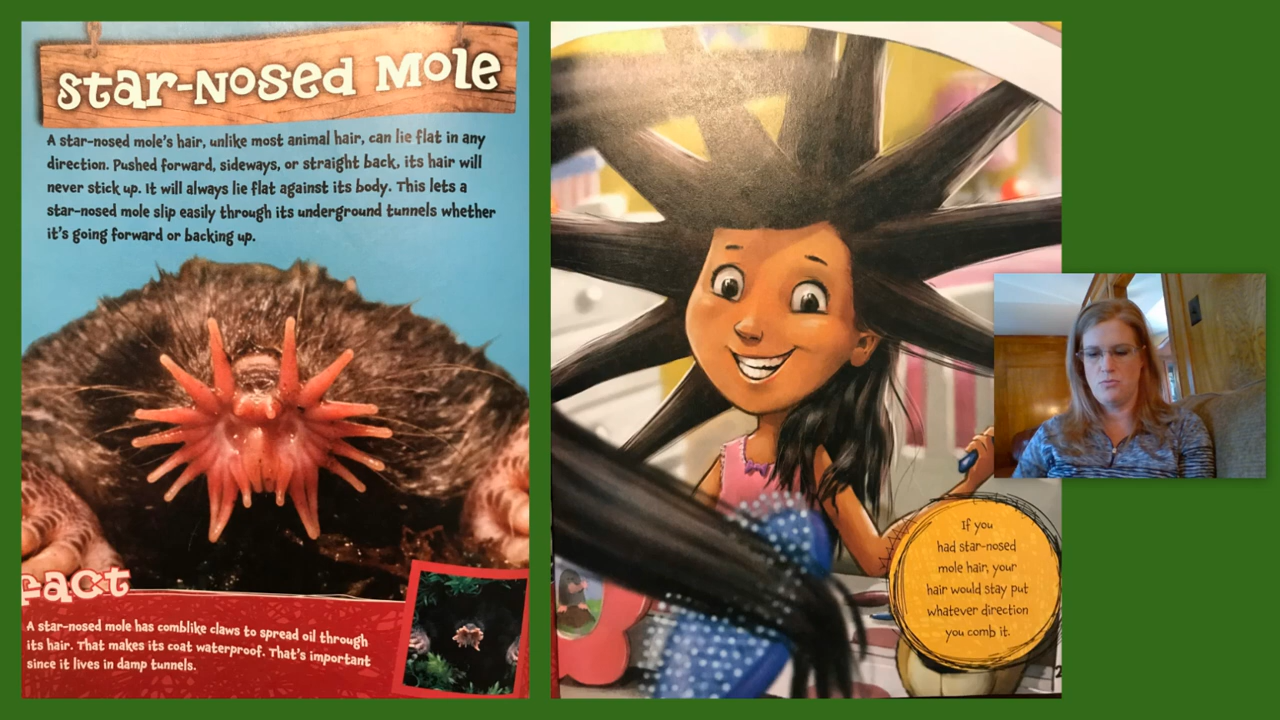 Star-Nosed Mole
A star-nosed mole's hair, unlike most animal hair, can lie flat in any
direction. Pushed forward, sideways, or straight back, its hair will
never stick up. It will always lie flat against its body. This lets a
star-nosed mole slip easily through its underground tunnels whether
it's going forward or backing up.
Fact
A star-nosed mole has comblike claws to spread oil through
its hair. That makes its coat waterproof. That's important
since it lives in damp tunnels.
If you
had star-nosed
mole hair, your
hair would stay put
whatever direction
you comb it.